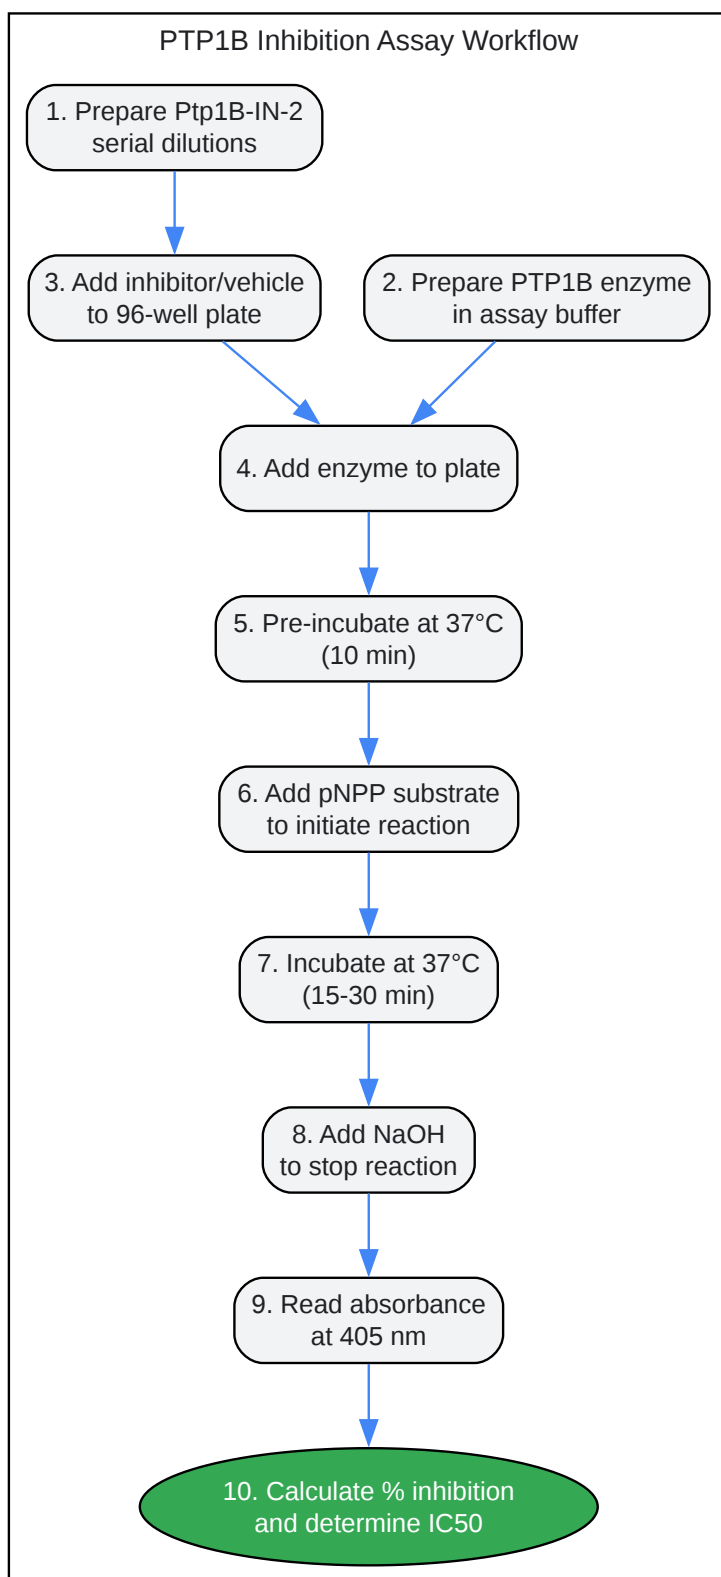 PTP1B Inhibition Assay Workflow
1. Prepare Ptp1B-IN-2
serial dilutions
3. Add inhibitor/vehicle
to 96-well plate
2. Prepare PTP1B enzyme
in assay buffer
4. Add enzyme to plate
5. Pre-incubate at 37°C
(10 min)
6. Add pNPP substrate
to initiate reaction
7. Incubate at 37°C
(15-30 min)
8. Add NaOH
to stop reaction
9. Read absorbance
at 405 nm
10. Calculate % inhibition
and determine IC50